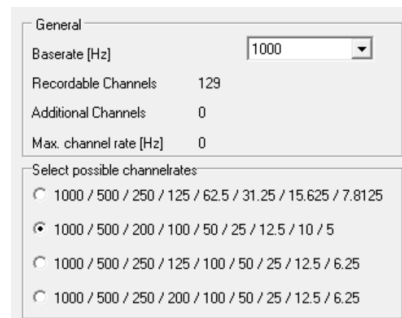 General
Baserate [Hz] 1000
Recordable Channels 129
Additional Channels 0
Max. channel rate [Hz] 0
Select possible channelrates
1000 / 500 / 250 / 125 / 62.5 / 31.25 / 15.625 / 7.8125
1000 / 500 / 200 / 100 / 50 / 25 / 12.5 / 10 / 5
1000 / 500 / 250 / 125 / 100 / 50 / 25 / 12.5 / 6.25
1000 / 500 / 250 / 200 / 100 / 50 / 25 / 12.5 / 6.25